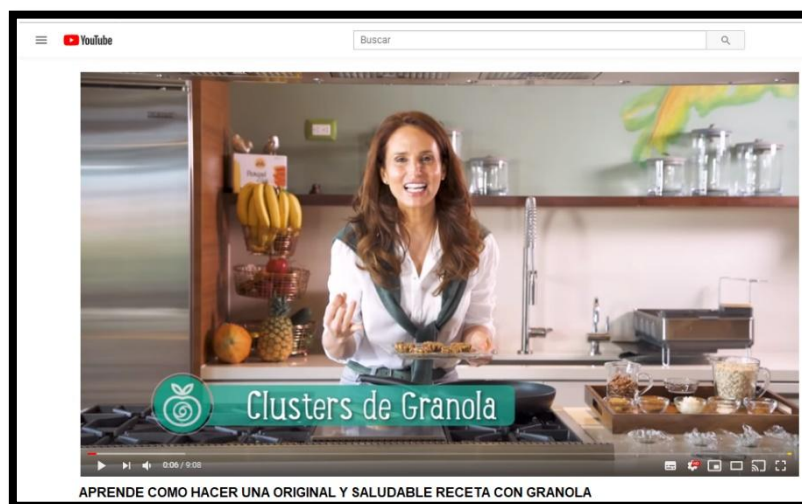 YouTube
Buscar
Clusters de Granola
0:06 / 9:08
APRENDE COMO HACER UNA ORIGINAL Y SALUDABLE RECETA CON GRANOLA